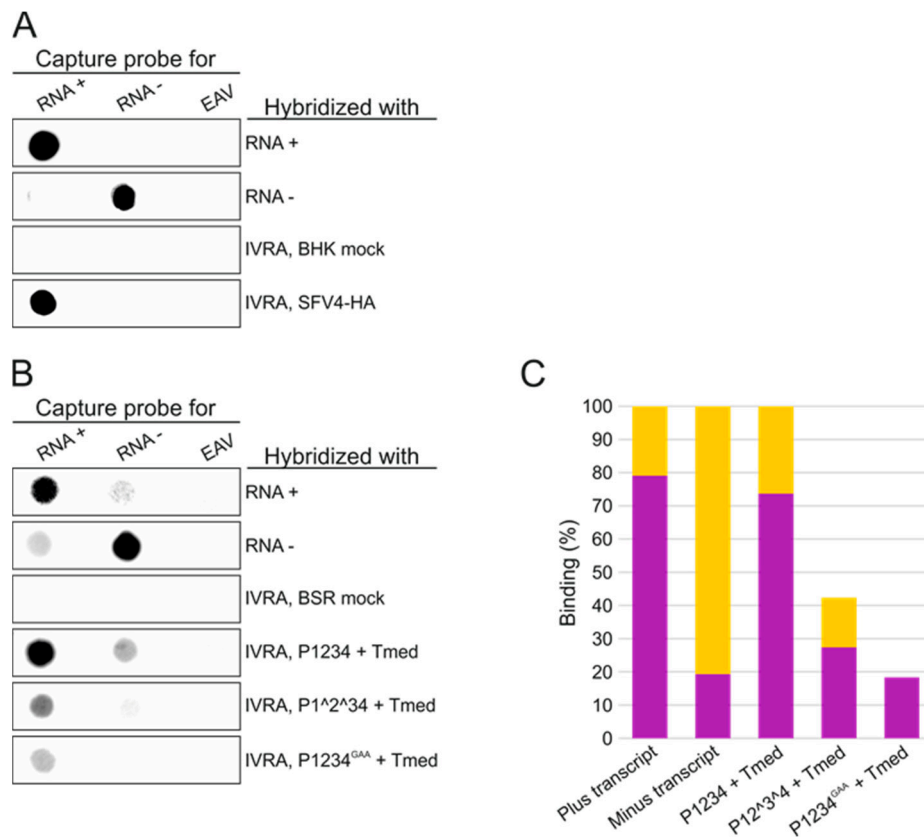 A
Capture probe for
RNA + RNA - EAV Hybridized with
RNA +
RNA -
IVRA, BHK mock
IVRA, SFV4-HA
B
Capture probe for
RNA + RNA - EAV Hybridized with
RNA +
RNA -
IVRA, BSR mock
IVRA, P1234 + Tmed
IVRA, P1^2^34 + Tmed
IVRA, P1234GAA + Tmed
C
Binding (%)
100
90
80
70
60
50
40
30
20
10
0
Plus transcript
Minus transcript
P1234 + Tmed
P12^3^4 + Tmed
P1234GAA + Tmed